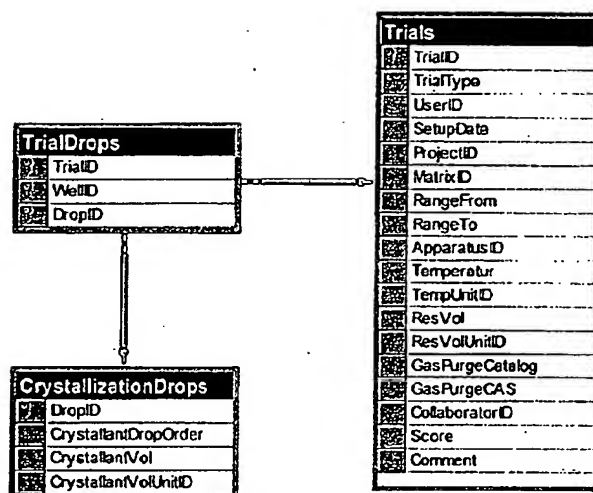 Trials
TrialID
TrialType
UserID
SetupDate
ProjectID
MatrixID
RangeFrom
RangeTo
ApparatusID
Temperatur
TempUnitID
ResVol
ResVolUnitID
GasPurgeCatalog
GasPurgeCAS
CollaboratorID
Score
Comment
TrialDrops
TrialID
WellID
DropID
CrystallizationDrops
DropID
CrystallantDropOrder
CrystallantVol
CrystallantVolUnitID